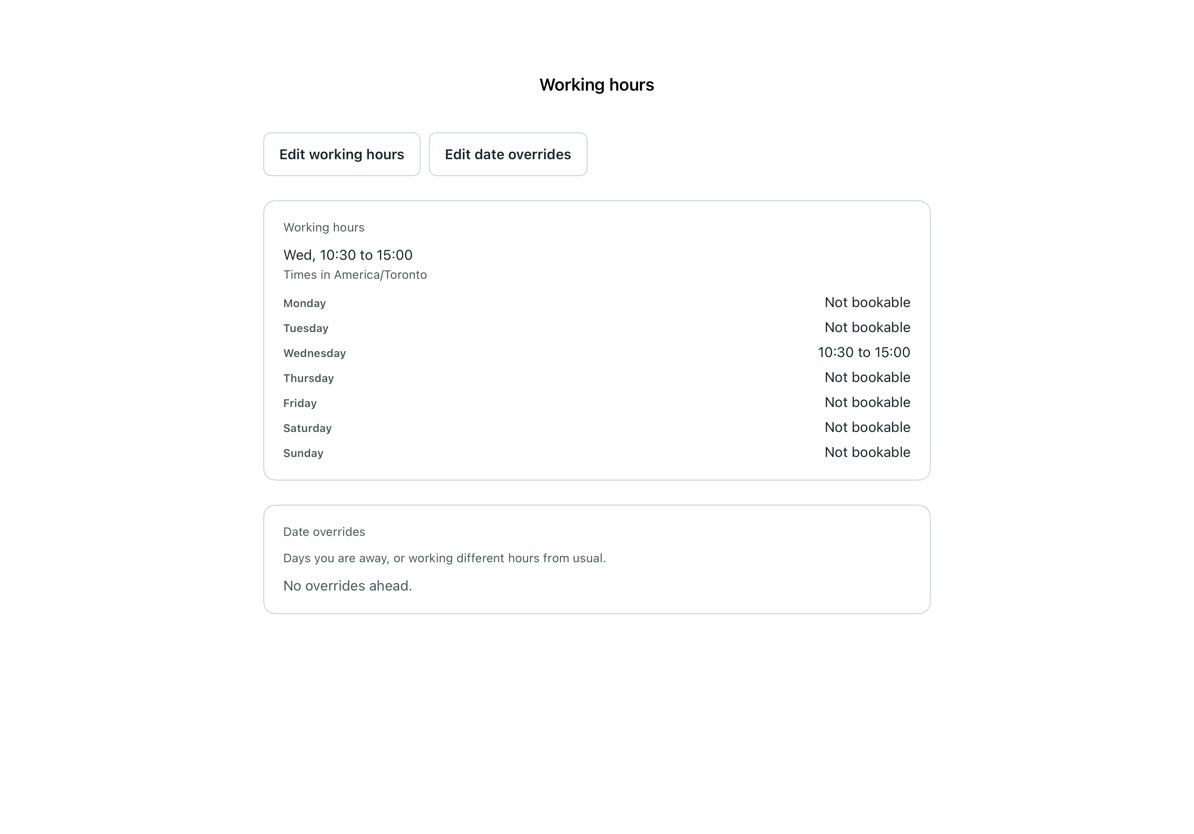 Working hours
Edit working hours Edit date overrides
Working hours
Wed, 10:30 to 15:00
Times in America/Toronto
Monday Not bookable
Tuesday Not bookable
Wednesday 10:30 to 15:00
Thursday Not bookable
Friday Not bookable
Saturday Not bookable
Sunday Not bookable
Date overrides
Days you are away, or working different hours from usual.
No overrides ahead.